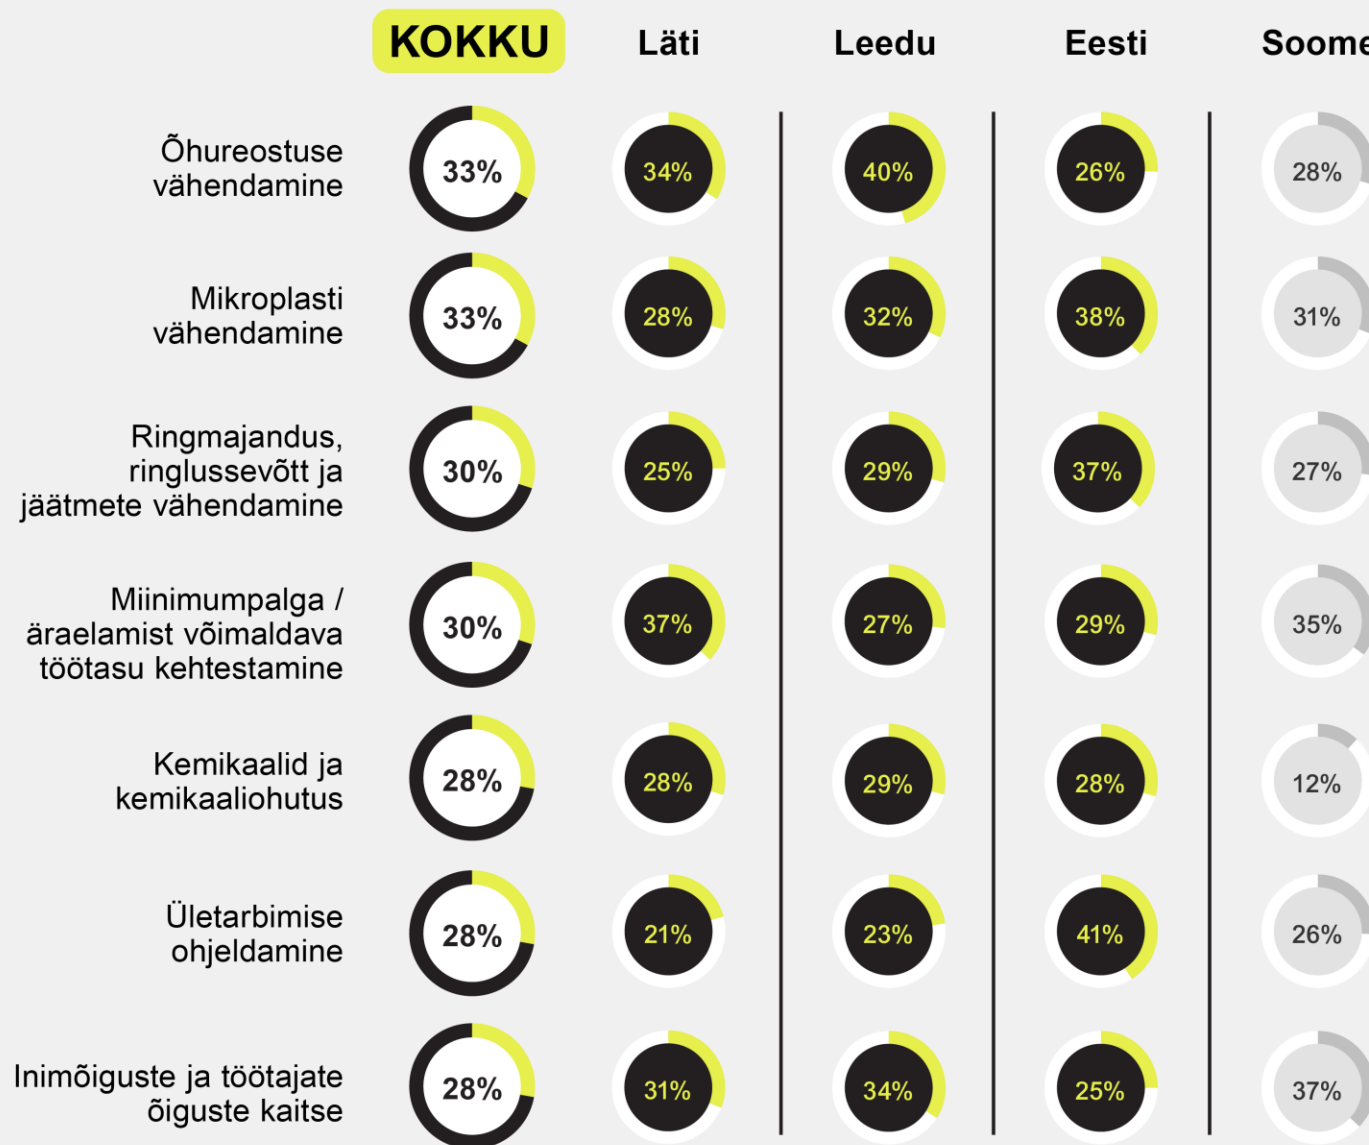 KOKKU Läti Leedu Eesti Soome
Õhureostuse
vähendamine
33% 34% 40% 26% 28%
Mikroplasti
vähendamine
33% 28% 32% 38% 31%
Ringmajandus,
ringlussevõtt ja
jäätmete vähendamine
30% 25% 29% 37% 27%
Miinimumpalga /
äraelamist võimaldava
töötasu kehtestamine
30% 37% 27% 29% 35%
Kemikaalid ja
kemikaaliohutus
28% 28% 29% 28% 12%
Ületarbimise
ohjeldamine
28% 21% 23% 41% 26%
Inimõiguste ja töötajate
õiguste kaitse
28% 31% 34% 25% 37%